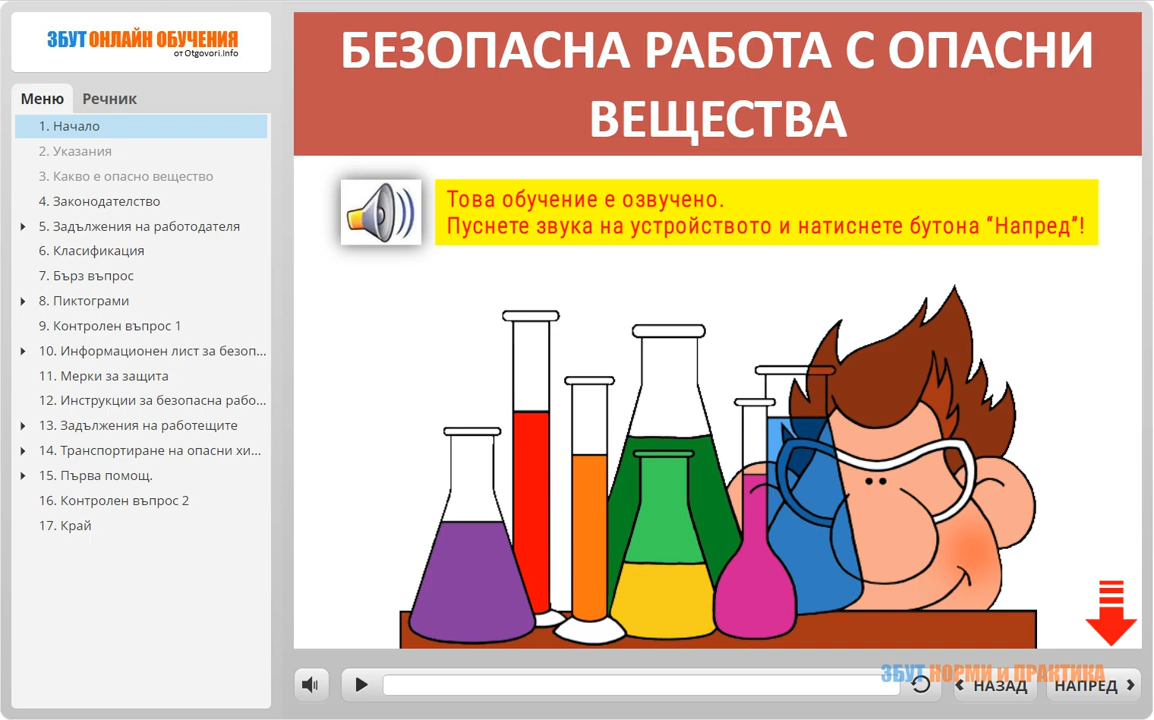 ЗБУТ ОНЛАЙН ОБУЧЕНИЯ
от Otgovori.Info
Меню
Речник
1. Начало
2. Указания
3. Какво е опасно вещество
4. Законодателство
5. Задължения на работодателя
6. Класификация
7. Бърз въпрос
8. Пиктограми
9. Контролен въпрос 1
10. Информационен лист за безоп...
11. Мерки за защита
12. Инструкции за безопасна рабо...
13. Задължения на работещите
14. Транспортиране на опасни хи...
15. Първа помощ.
16. Контролен въпрос 2
17. Край
БЕЗОПАСНА РАБОТА С ОПАСНИ
ВЕЩЕСТВА
Това обучение е озвучено.
Пуснете звука на устройството и натиснете бутона “Напред”!
ЗБУТ НОРМИ и ПРАКТИКА
НАЗАД
НАПРЕД